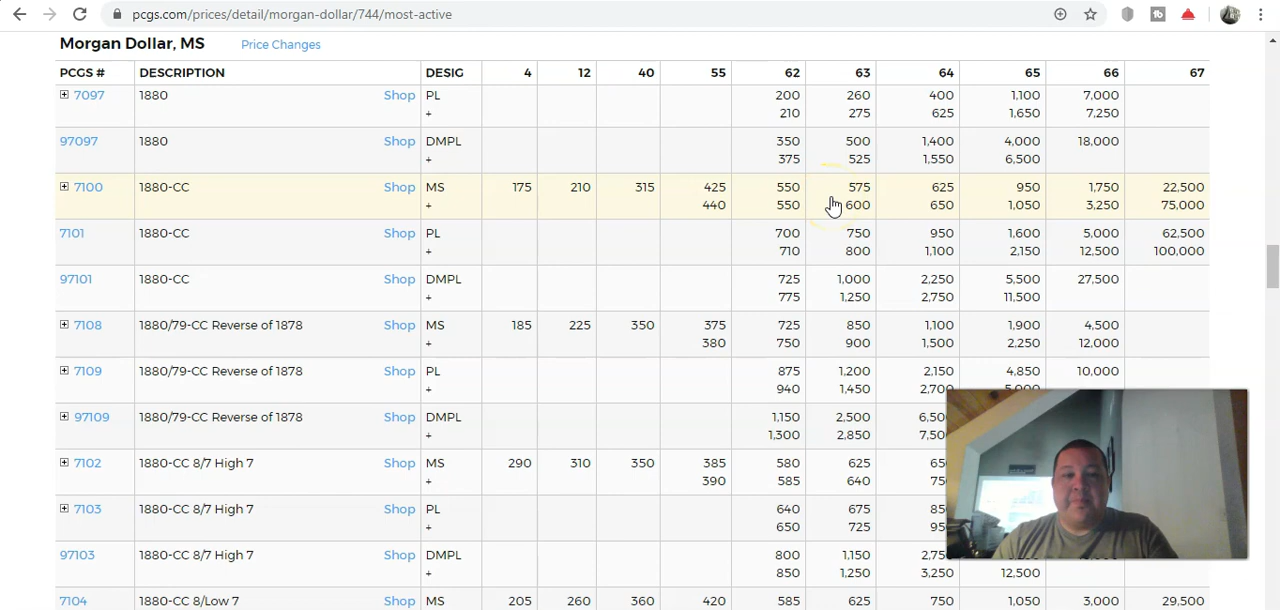 pcgs.com/prices/detail/morgan-dollar/744/most-active
Morgan Dollar, MS Price Changes
PCGS # DESCRIPTION DESIG 4 12 40 55 62 63 64 65 66 67
7097 1880 Shop PL 200 260 400 1,100 7,000
+ 210 275 625 1,650 7,250
97097 1880 Shop DMPL 350 500 1,400 4,000 18,000
+ 375 525 1,550 6,500
7100 1880-CC Shop MS 175 210 315 425 550 575 625 950 1,750 22,500
+ 440 550 600 650 1,050 3,250 75,000
7101 1880-CC Shop PL 700 750 950 1,600 5,000 62,500
+ 710 800 1,100 2,150 12,500 100,000
97101 1880-CC Shop DMPL 725 1,000 2,250 5,500 27,500
+ 775 1,250 2,750 11,500
7108 1880/79-CC Reverse of 1878 Shop MS 185 225 350 375 725 850 1,100 1,900 4,500
+ 380 750 900 1,500 2,250 12,000
7109 1880/79-CC Reverse of 1878 Shop PL 875 1,200 2,150 4,850 10,000
+ 940 1,450
97109 1880/79-CC Reverse of 1878 Shop DMPL 1,150 2,500
+ 1,300 2,850
7102 1880-CC 8/7 High 7 Shop MS 290 310 350 385 580 625
+ 390 585 640
7103 1880-CC 8/7 High 7 Shop PL 640 675
+ 650 725
97103 1880-CC 8/7 High 7 Shop DMPL 800 1,150
+ 850 1,250 3,250 12,500
7104 1880-CC 8/Low 7 Shop MS 205 260 360 420 585 625 750 1,050 3,000 29,500